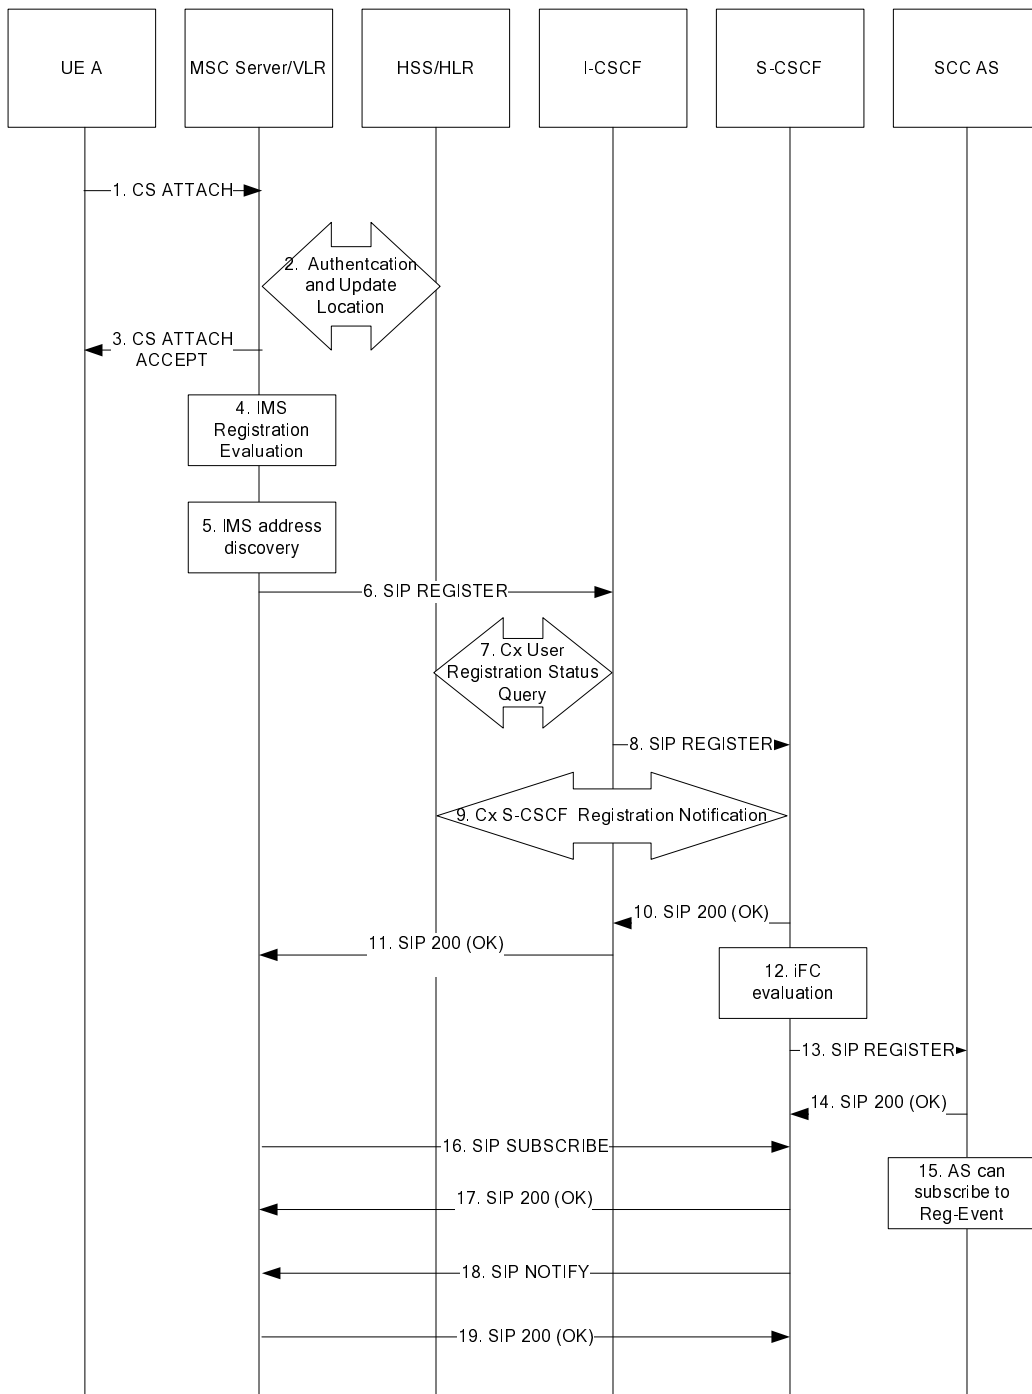 UE A
MSC Server/VLR
HSS/HLR
I-CSCF
S-CSCF
SCC AS
1. CS ATTACH
2. Authentcation
and Update
Location
3. CS ATTACH
ACCEPT
4. IMS
Registration
Evaluation
5. IMS address
discovery
6. SIP REGISTER
7. Cx User
Registration Status
Query
8. SIP REGISTER
9. Cx S-CSCF Registration Notification
10. SIP 200 (OK)
11. SIP 200 (OK)
12. iFC
evaluation
13. SIP REGISTER
14. SIP 200 (OK)
16. SIP SUBSCRIBE
15. AS can
subscribe to
Reg-Event
17. SIP 200 (OK)
18. SIP NOTIFY
19. SIP 200 (OK)